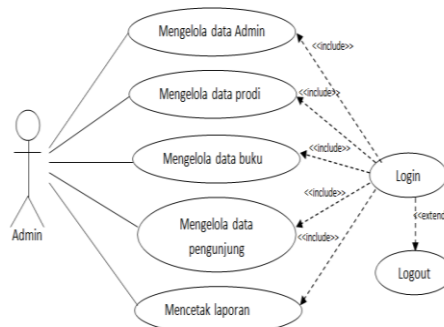 Mengelola data Admin
<<include>>
Mengelola data prodi
<<include>>
<<include>>
Mengelola data buku
Login
<<include>>
Mengelola data
pengunjung
<<include>>
<<extend
Admin
Logout
Mencetak laporan